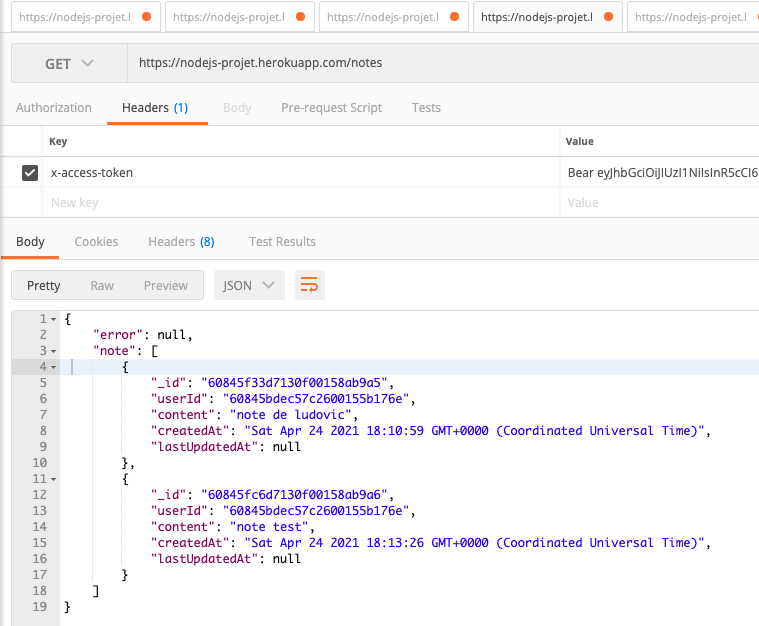 https://nodejs-projet.l https://nodejs-projet.l https://nodejs-projet.l https://nodejs-projet.l https://nodejs-projet.l
GET https://nodejs-projet.herokuapp.com/notes
Authorization Headers (1) Body Pre-request Script Tests
Key Value
x-access-token Bear eyJhbGciOiJIUzI1NiIsInR5cCI6
New key Value
Body Cookies Headers (8) Test Results
Pretty Raw Preview JSON
1 {
2 "error": null,
3 "note": [
4 {
5 "_id": "60845f33d7130f00158ab9a5",
6 "userId": "60845bdec57c2600155b176e",
7 "content": "note de ludovic",
8 "createdAt": "Sat Apr 24 2021 18:10:59 GMT+0000 (Coordinated Universal Time)",
9 "lastUpdatedAt": null
10 },
11 {
12 "_id": "60845fc6d7130f00158ab9a6",
13 "userId": "60845bdec57c2600155b176e",
14 "content": "note test",
15 "createdAt": "Sat Apr 24 2021 18:13:26 GMT+0000 (Coordinated Universal Time)",
16 "lastUpdatedAt": null
17 }
18 ]
19 }